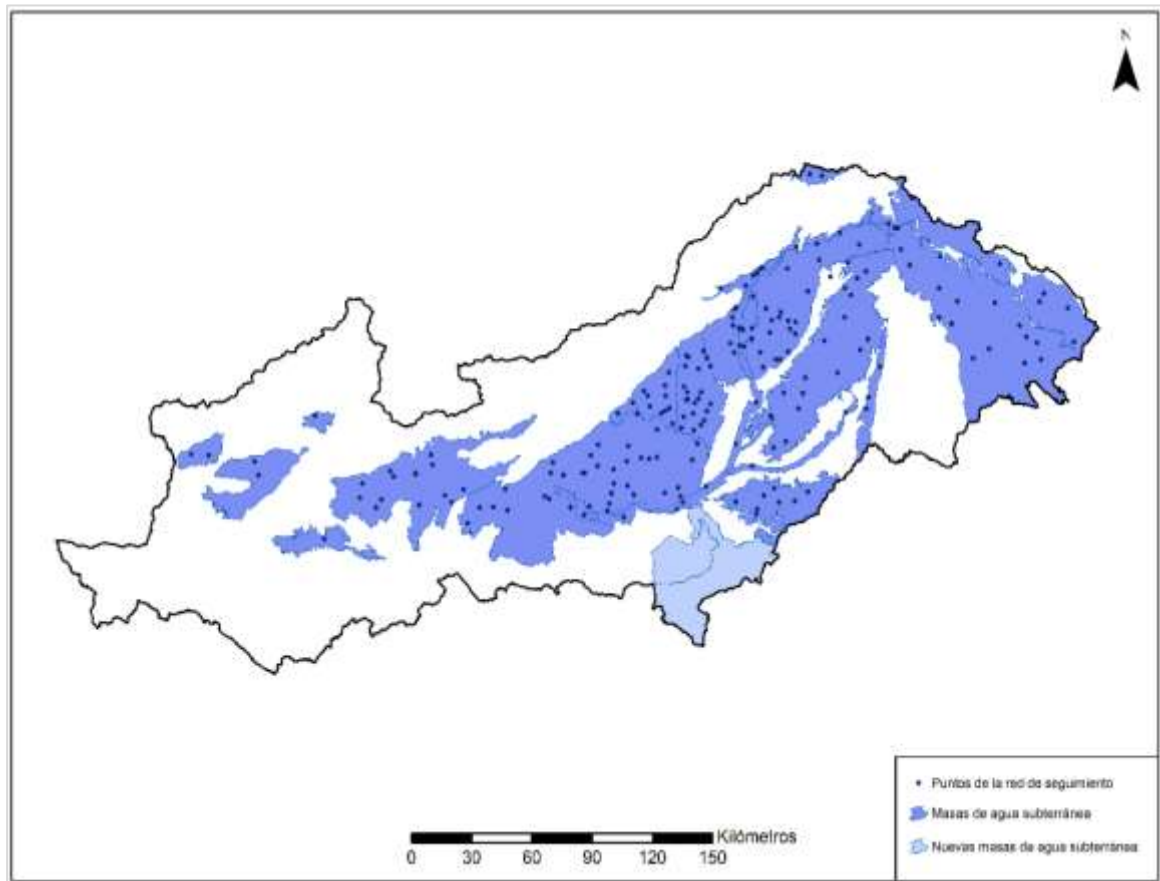 N
Puntos de la red de seguimiento
Masas de agua subterránea
Nuevas masas de agua subterránea
Kilómetros
0 30 60 90 120 150